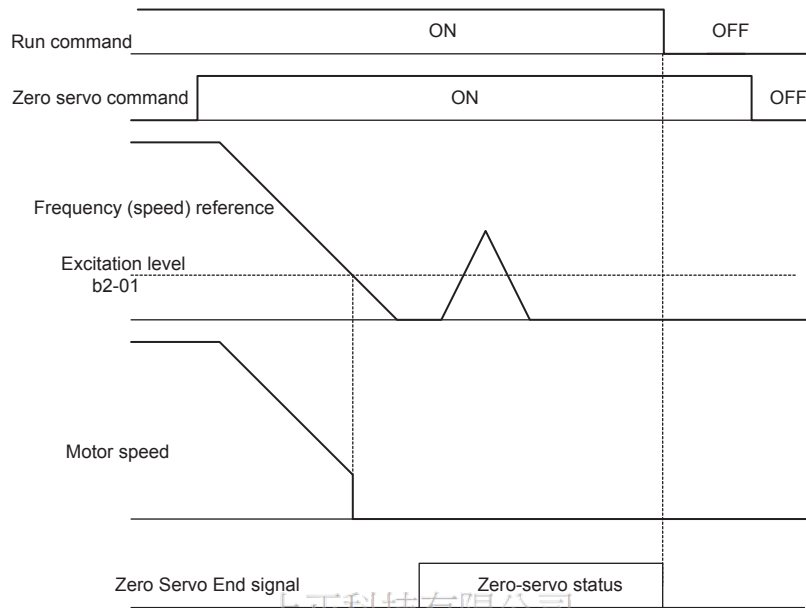 Run command
ON
OFF
Zero servo command
ON
OFF
Frequency (speed) reference
Excitation level
b2-01
Motor speed
Zero Servo End signal
Zero-servo status